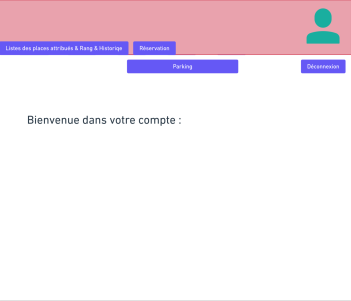 Listes des places attribués & Rang & Historiqe
Réservation
Parking
Déconnexion
Bienvenue dans votre compte :